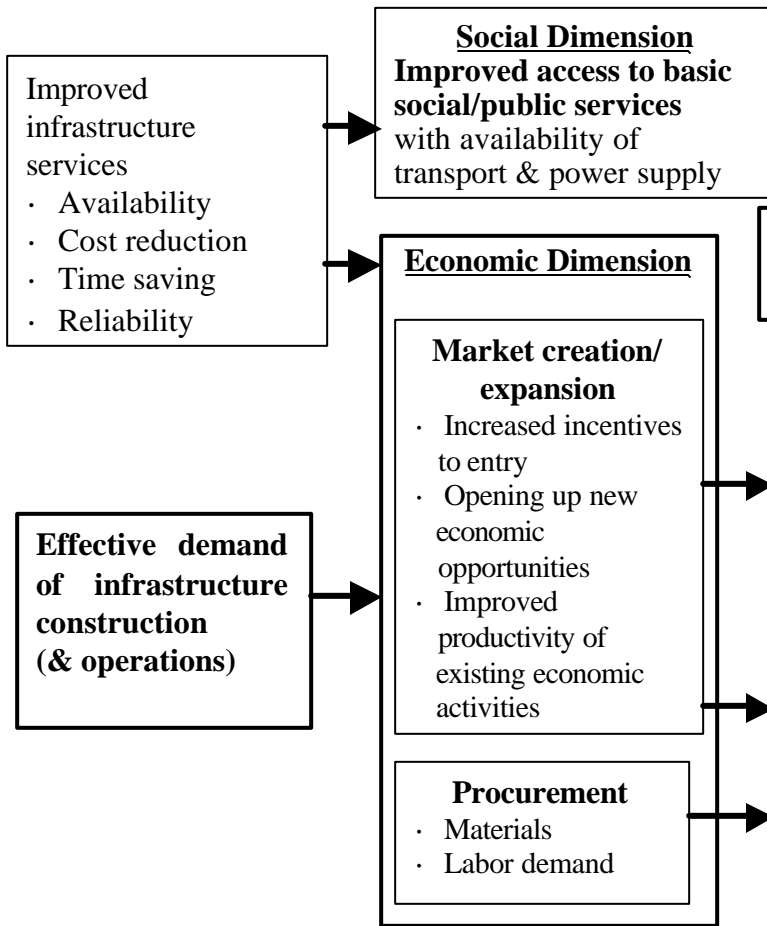 Improved
infrastructure
services
· Availability
· Cost reduction
· Time saving
· Reliability
Social Dimension
Improved access to basic
social/public services
with availability of
transport & power supply
Effective demand
of infrastructure
construction
(& operations)
Economic Dimension
Market creation/
expansion
· Increased incentives
to entry
· Opening up new
economic
opportunities
· Improved
productivity of
existing economic
activities
Procurement
· Materials
· Labor demand